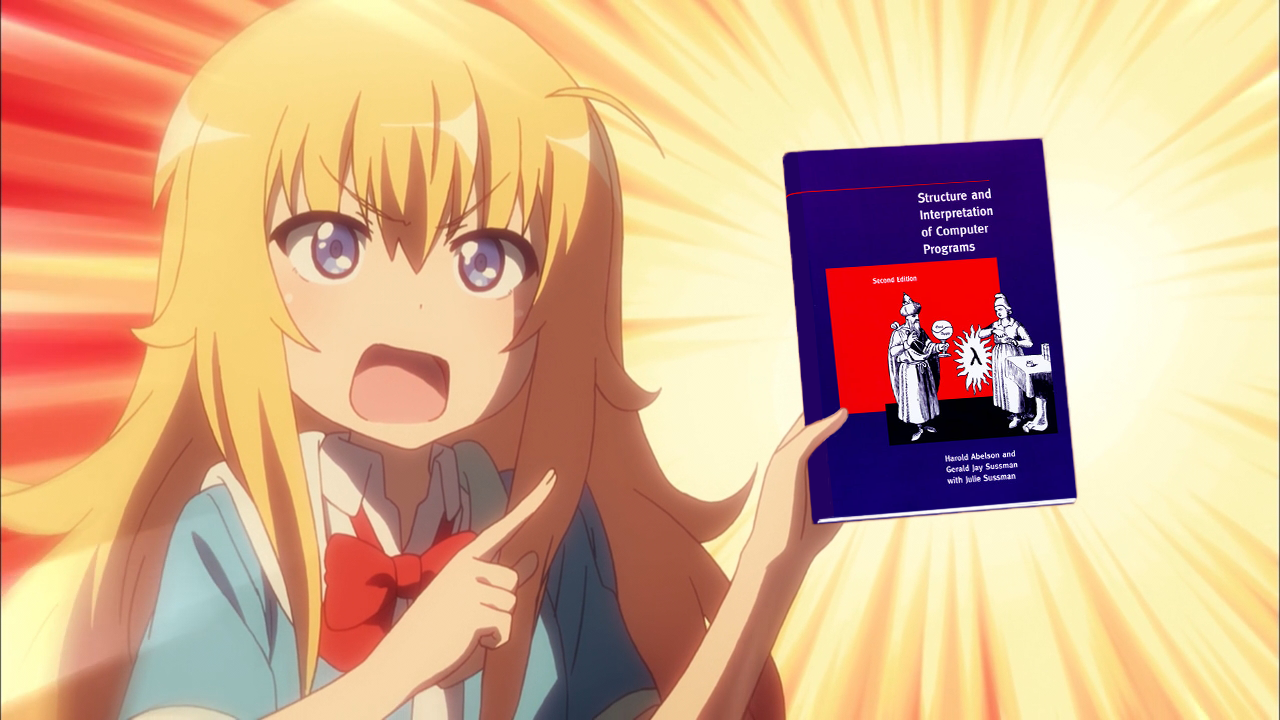 Structure and
Interpretation
of Computer
Programs
Second Edition
λ
Harold Abelson and
Gerald Jay Sussman
with Julie Sussman